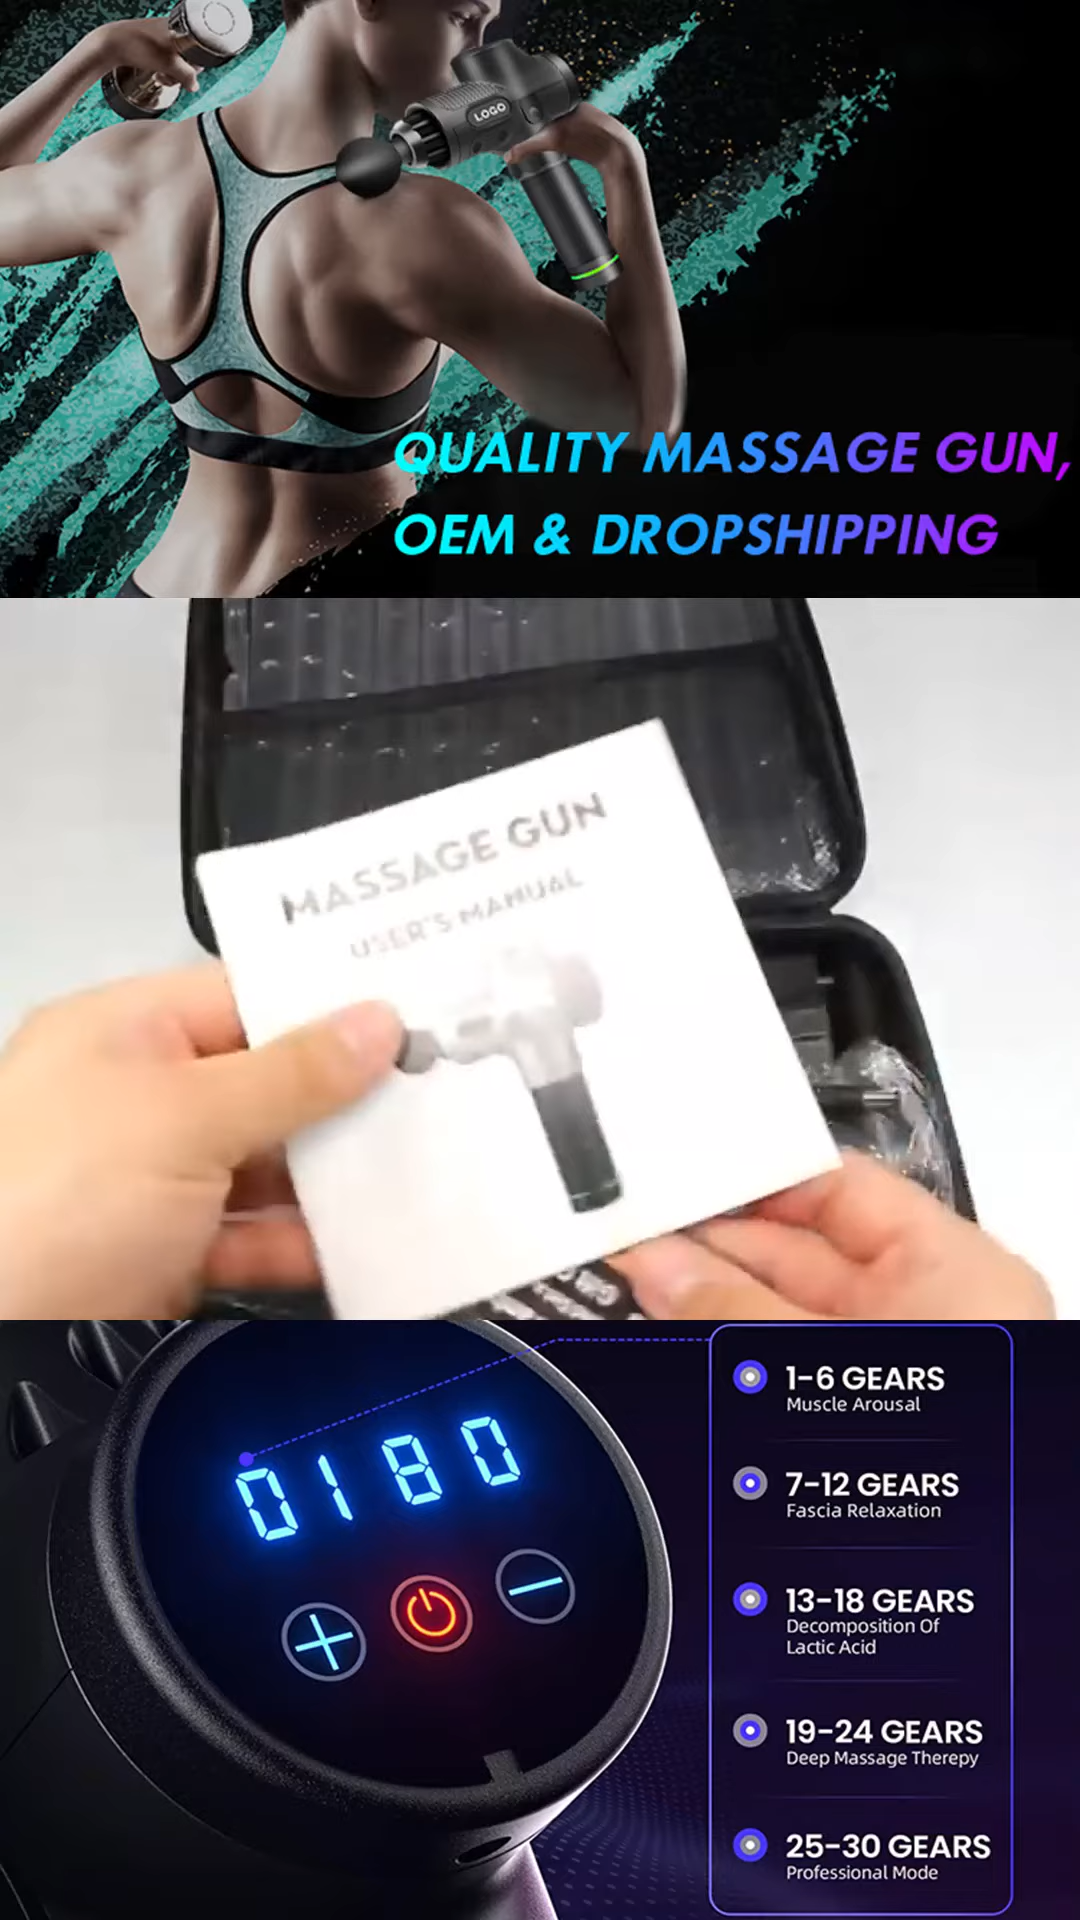 LOGO
QUALITY MASSAGE GUN,
OEM & DROPSHIPPING
MASSAGE GUN
USER'S MANUAL
0180
1-6 GEARS
Muscle Arousal
7-12 GEARS
Fascia Relaxation
13-18 GEARS
Decomposition Of
Lactic Acid
19-24 GEARS
Deep Massage Therepy
25-30 GEARS
Professional Mode